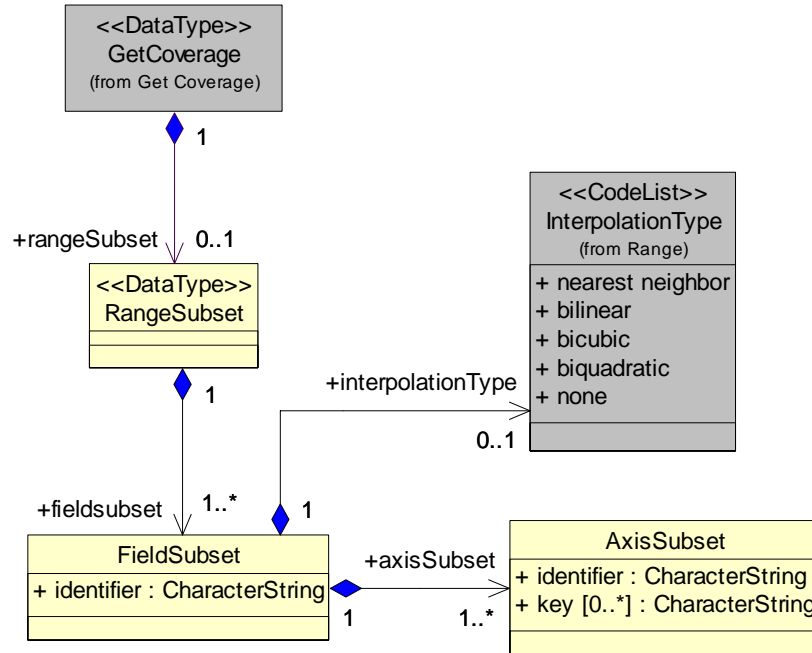 <<DataType>>
GetCoverage
(from Get Coverage)
1
+rangeSubset
0..1
<<DataType>>
RangeSubset
1
+fieldsubset
1..*
<<CodeList>>
InterpolationType
(from Range)
+ nearest neighbor
+ bilinear
+ bicubic
+ biquadratic
+ none
+interpolationType
0..1
1
FieldSubset
+ identifier : CharacterString
+axisSubset
1
1..*
AxisSubset
+ identifier : CharacterString
+ key [0..*] : CharacterString